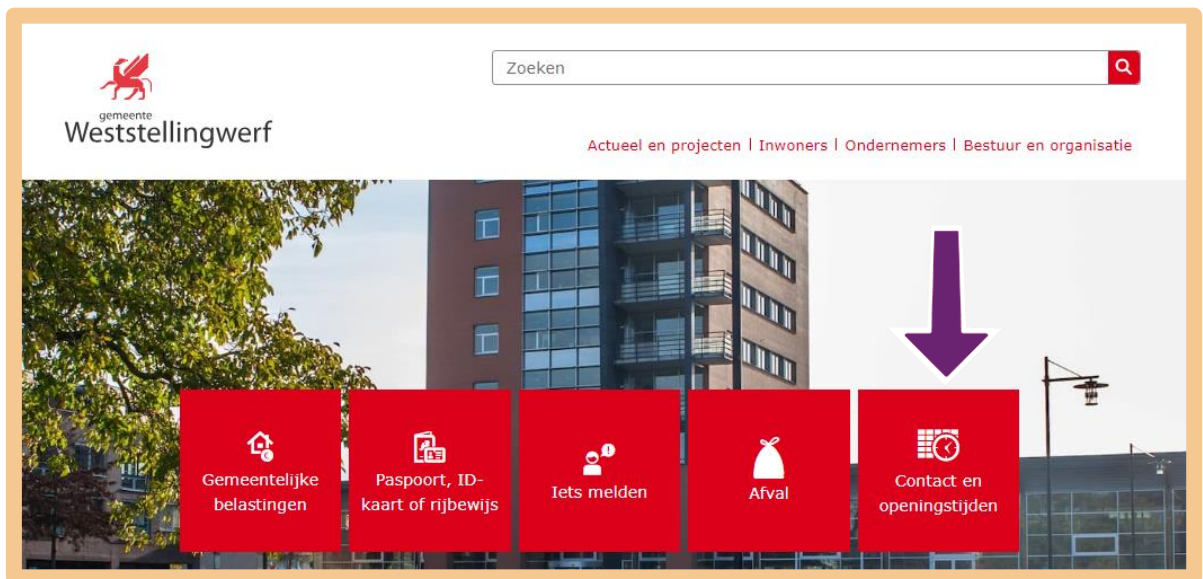 Zoeken
gemeente
Weststellingwerf
Actueel en projecten | Inwoners | Ondernemers | Bestuur en organisatie
Gemeentelijke
belastingen
Paspoort, ID-
kaart of rijbewijs
Iets melden
Afval
Contact en
openingstijden